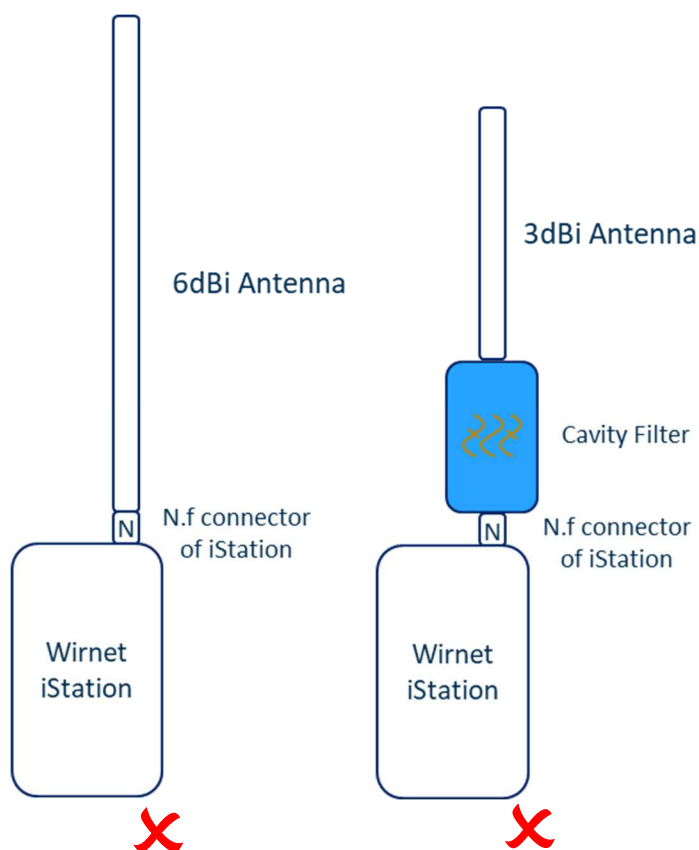 6dBi Antenna
N
N.f connector
of iStation
Wirnet
iStation
3dBi Antenna
Cavity Filter
N
N.f connector
of iStation
Wirnet
iStation